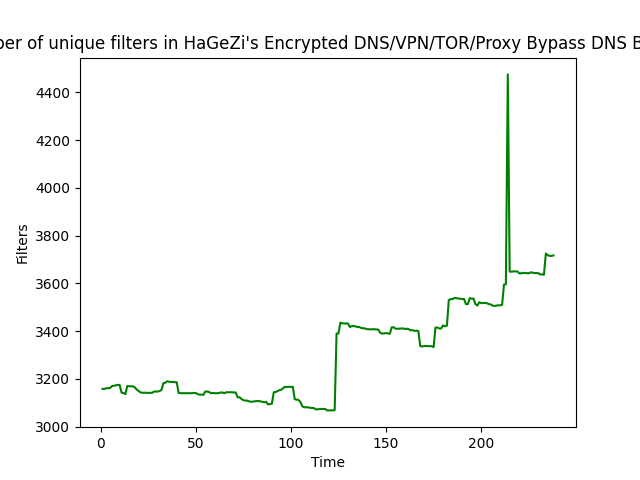 ber of unique filters in HaGeZi's Encrypted DNS/VPN/TOR/Proxy Bypass DNS B
4400
4200
4000
3800
3600
3400
3200
3000
Filters
0 50 100 150 200
Time